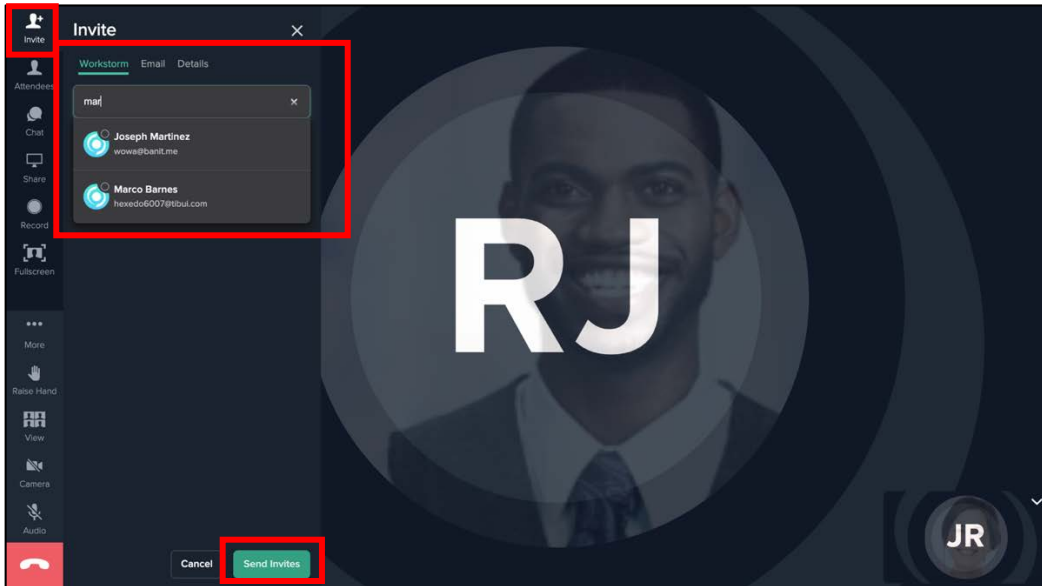 Invite
Attendees
Chat
Share
Record
Fullscreen
More
Raise Hand
View
Camera
Audio
Invite
Workstorm Email Details
mar
Joseph Martinez
wowa@banit.me
Marco Barnes
hexedo6007@tibui.com
Cancel Send Invites
RJ
JR